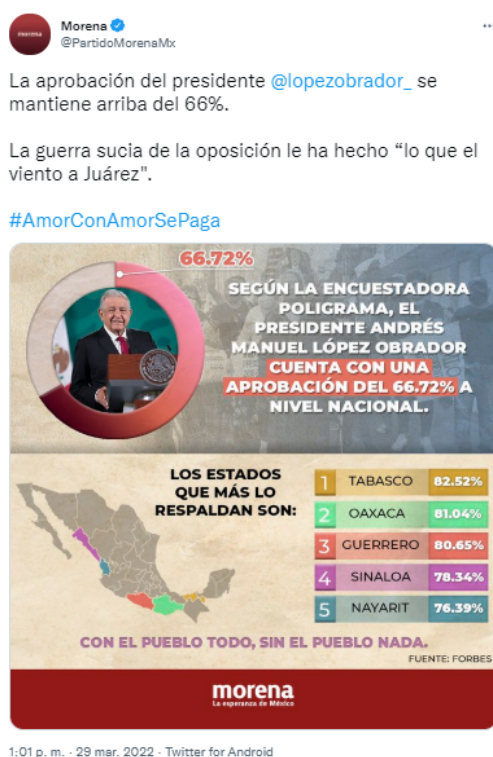 Morena
@PartidoMorenaMx
La aprobación del presidente @lopezobrador_ se
mantiene arriba del 66%.
La guerra sucia de la oposición le ha hecho “lo que el
viento a Juárez".
#AmorConAmorSePaga
66.72%
SEGÚN LA ENCUESTADORA
POLIGRAMA, EL
PRESIDENTE ANDRÉS
MANUEL LÓPEZ OBRADOR
CUENTA CON UNA
APROBACIÓN DEL 66.72% A
NIVEL NACIONAL.
LOS ESTADOS
QUE MÁS LO
RESPALDAN SON:
1 TABASCO 82.52%
2 OAXACA 81.04%
3 GUERRERO 80.65%
4 SINALOA 78.34%
5 NAYARIT 76.39%
CON EL PUEBLO TODO, SIN EL PUEBLO NADA.
FUENTE: FORBES
morena
La esperanza de México
1:01 p. m. · 29 mar. 2022 · Twitter for Android